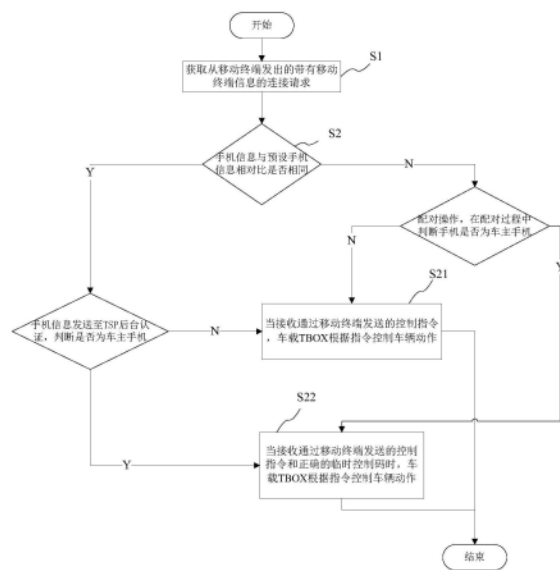 开始
S1
获取从移动终端发出的带有移动
终端信息的连接请求
S2
手机信息与预设手机
信息相对比是否相同
Y
N
配对操作，在配对过程中
判断手机是否为车主手机
N
Y
S21
手机信息发送至TSP后台认
证，判断是否为车主手机
N
当接收通过移动终端发送的控制指令
，车载TBOX根据指令控制车辆动作
S22
Y
当接收通过移动终端发送的控制
指令和正确的临时控制码时，车
载TBOX根据指令控制车辆动作
结束